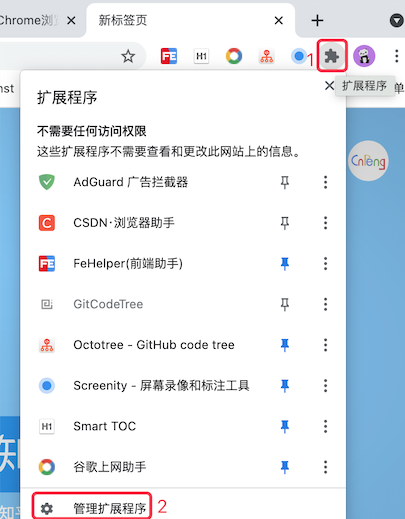 Chrome浏
新标签页
H1
1
nst
扩展程序
单
扩展程序
不需要任何访问权限
这些扩展程序不需要查看和更改此网站上的信息。
CnPeng
AdGuard 广告拦截器
CSDN·浏览器助手
FeHelper(前端助手)
GitCodeTree
Octotree - GitHub code tree
Screenity - 屏幕录像和标注工具
H1 Smart TOC
谷歌上网助手
知
管理扩展程序 2
知乎